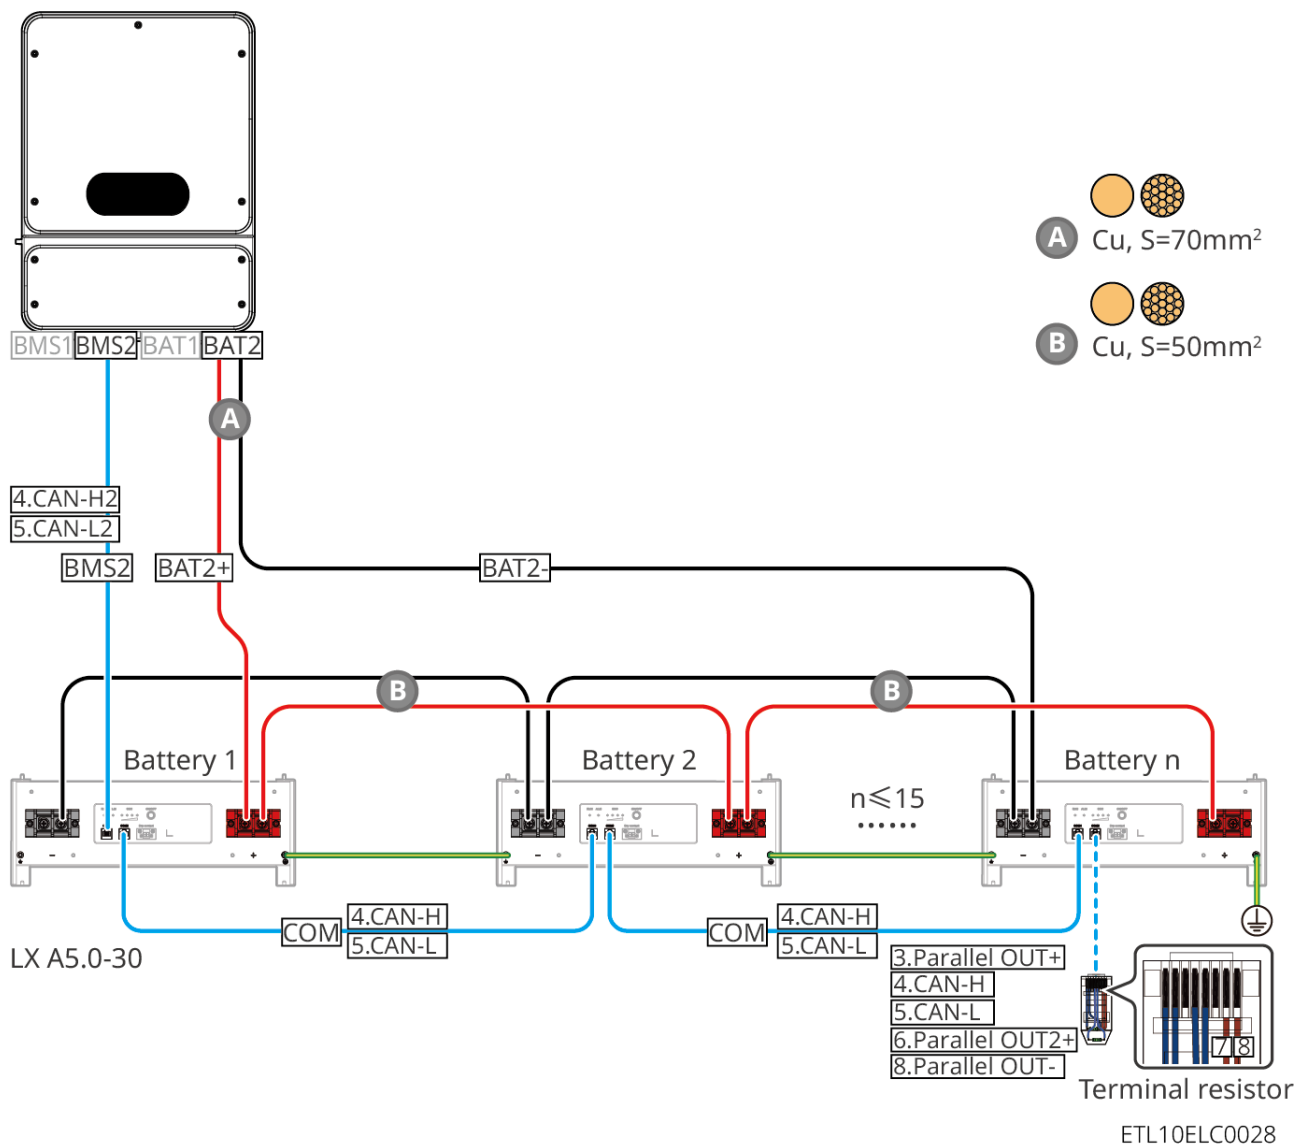 A
Cu, S=70mm²
B
Cu, S=50mm²
BMS1
BMS2
BAT1
BAT2
A
4.CAN-H2
5.CAN-L2
BMS2
BAT2+
BAT2-
B
B
Battery 1
Battery 2
Battery n
n≤15
......
- +
- +
- +
COM
4.CAN-H
5.CAN-L
COM
4.CAN-H
5.CAN-L
LX A5.0-30
3.Parallel OUT+
4.CAN-H
5.CAN-L
6.Parallel OUT2+
8.Parallel OUT-
7 8
Terminal resistor
ETL10ELC0028